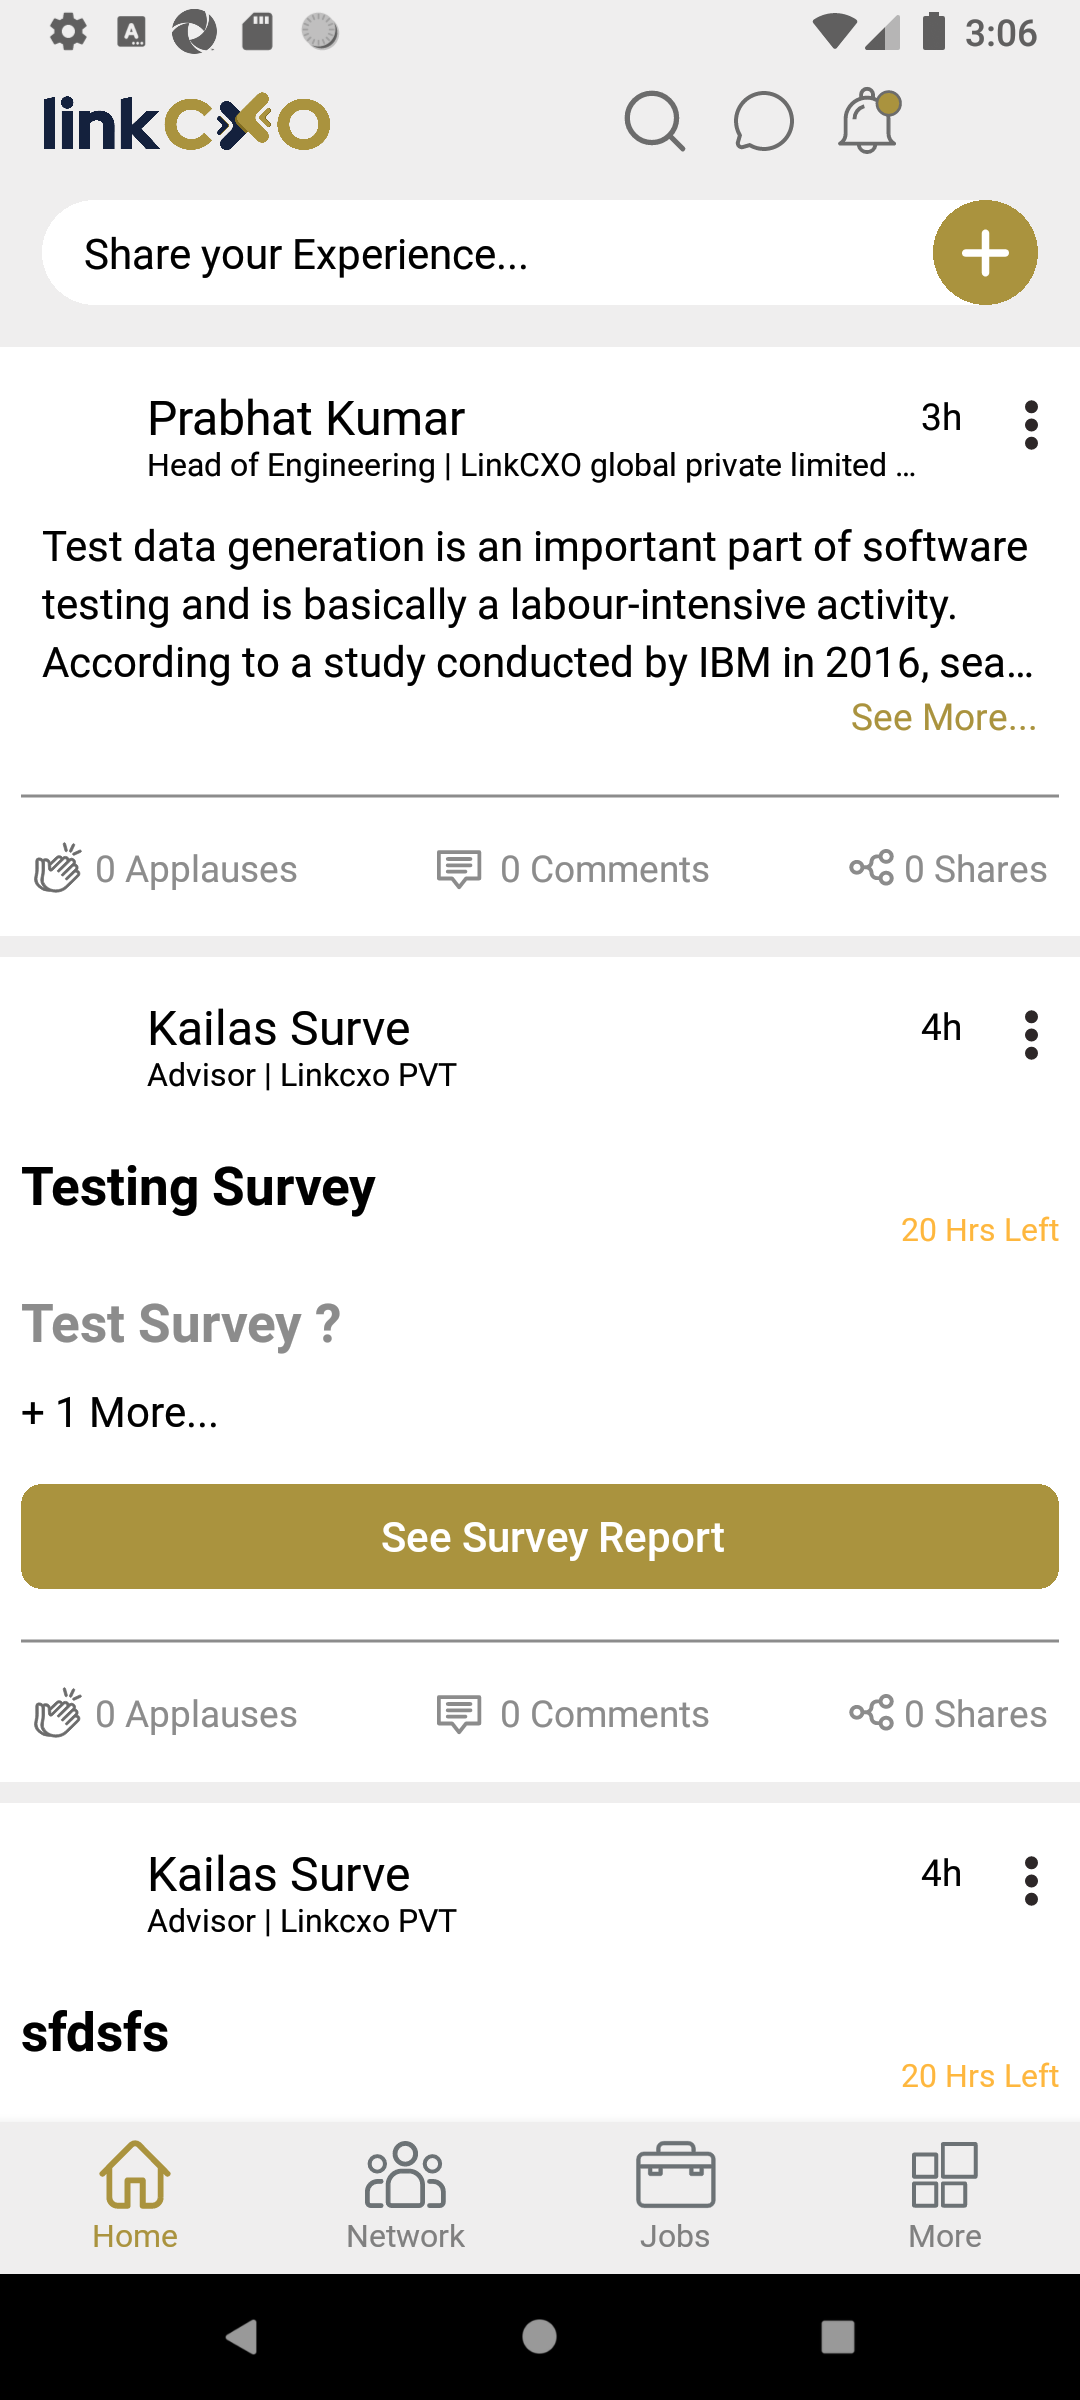 3:06
linkCXO
Share your Experience...
Prabhat Kumar
3h
Head of Engineering | LinkCXO global private limited ...
Test data generation is an important part of software
testing and is basically a labour-intensive activity.
According to a study conducted by IBM in 2016, sea...
See More...
0 Applauses
0 Comments
0 Shares
Kailas Surve
4h
Advisor | Linkcxo PVT
Testing Survey
20 Hrs Left
Test Survey ?
+ 1 More...
See Survey Report
0 Applauses
0 Comments
0 Shares
Kailas Surve
4h
Advisor | Linkcxo PVT
sfdsfs
20 Hrs Left
Home
Network
Jobs
More